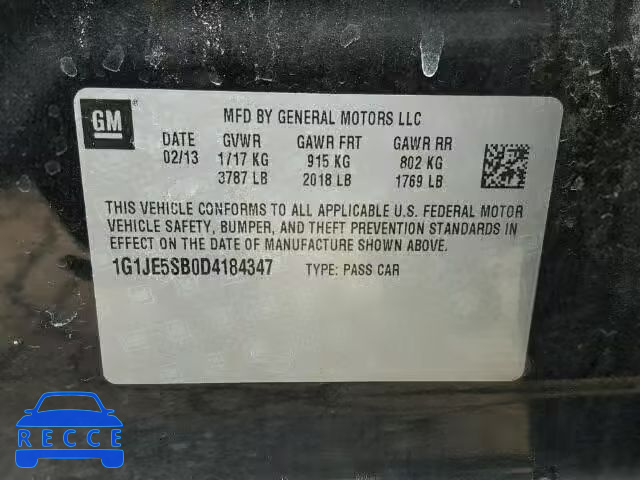 GM
®
MFD BY GENERAL MOTORS LLC
DATE GVWR GAWR FRT GAWR RR
02/13 1717 KG 915 KG 802 KG
3787 LB 2018 LB 1769 LB
THIS VEHICLE CONFORMS TO ALL APPLICABLE U.S. FEDERAL MOTOR
VEHICLE SAFETY, BUMPER, AND THEFT PREVENTION STANDARDS IN
EFFECT ON THE DATE OF MANUFACTURE SHOWN ABOVE.
1G1JE5SB0D4184347 TYPE: PASS CAR
RECCE